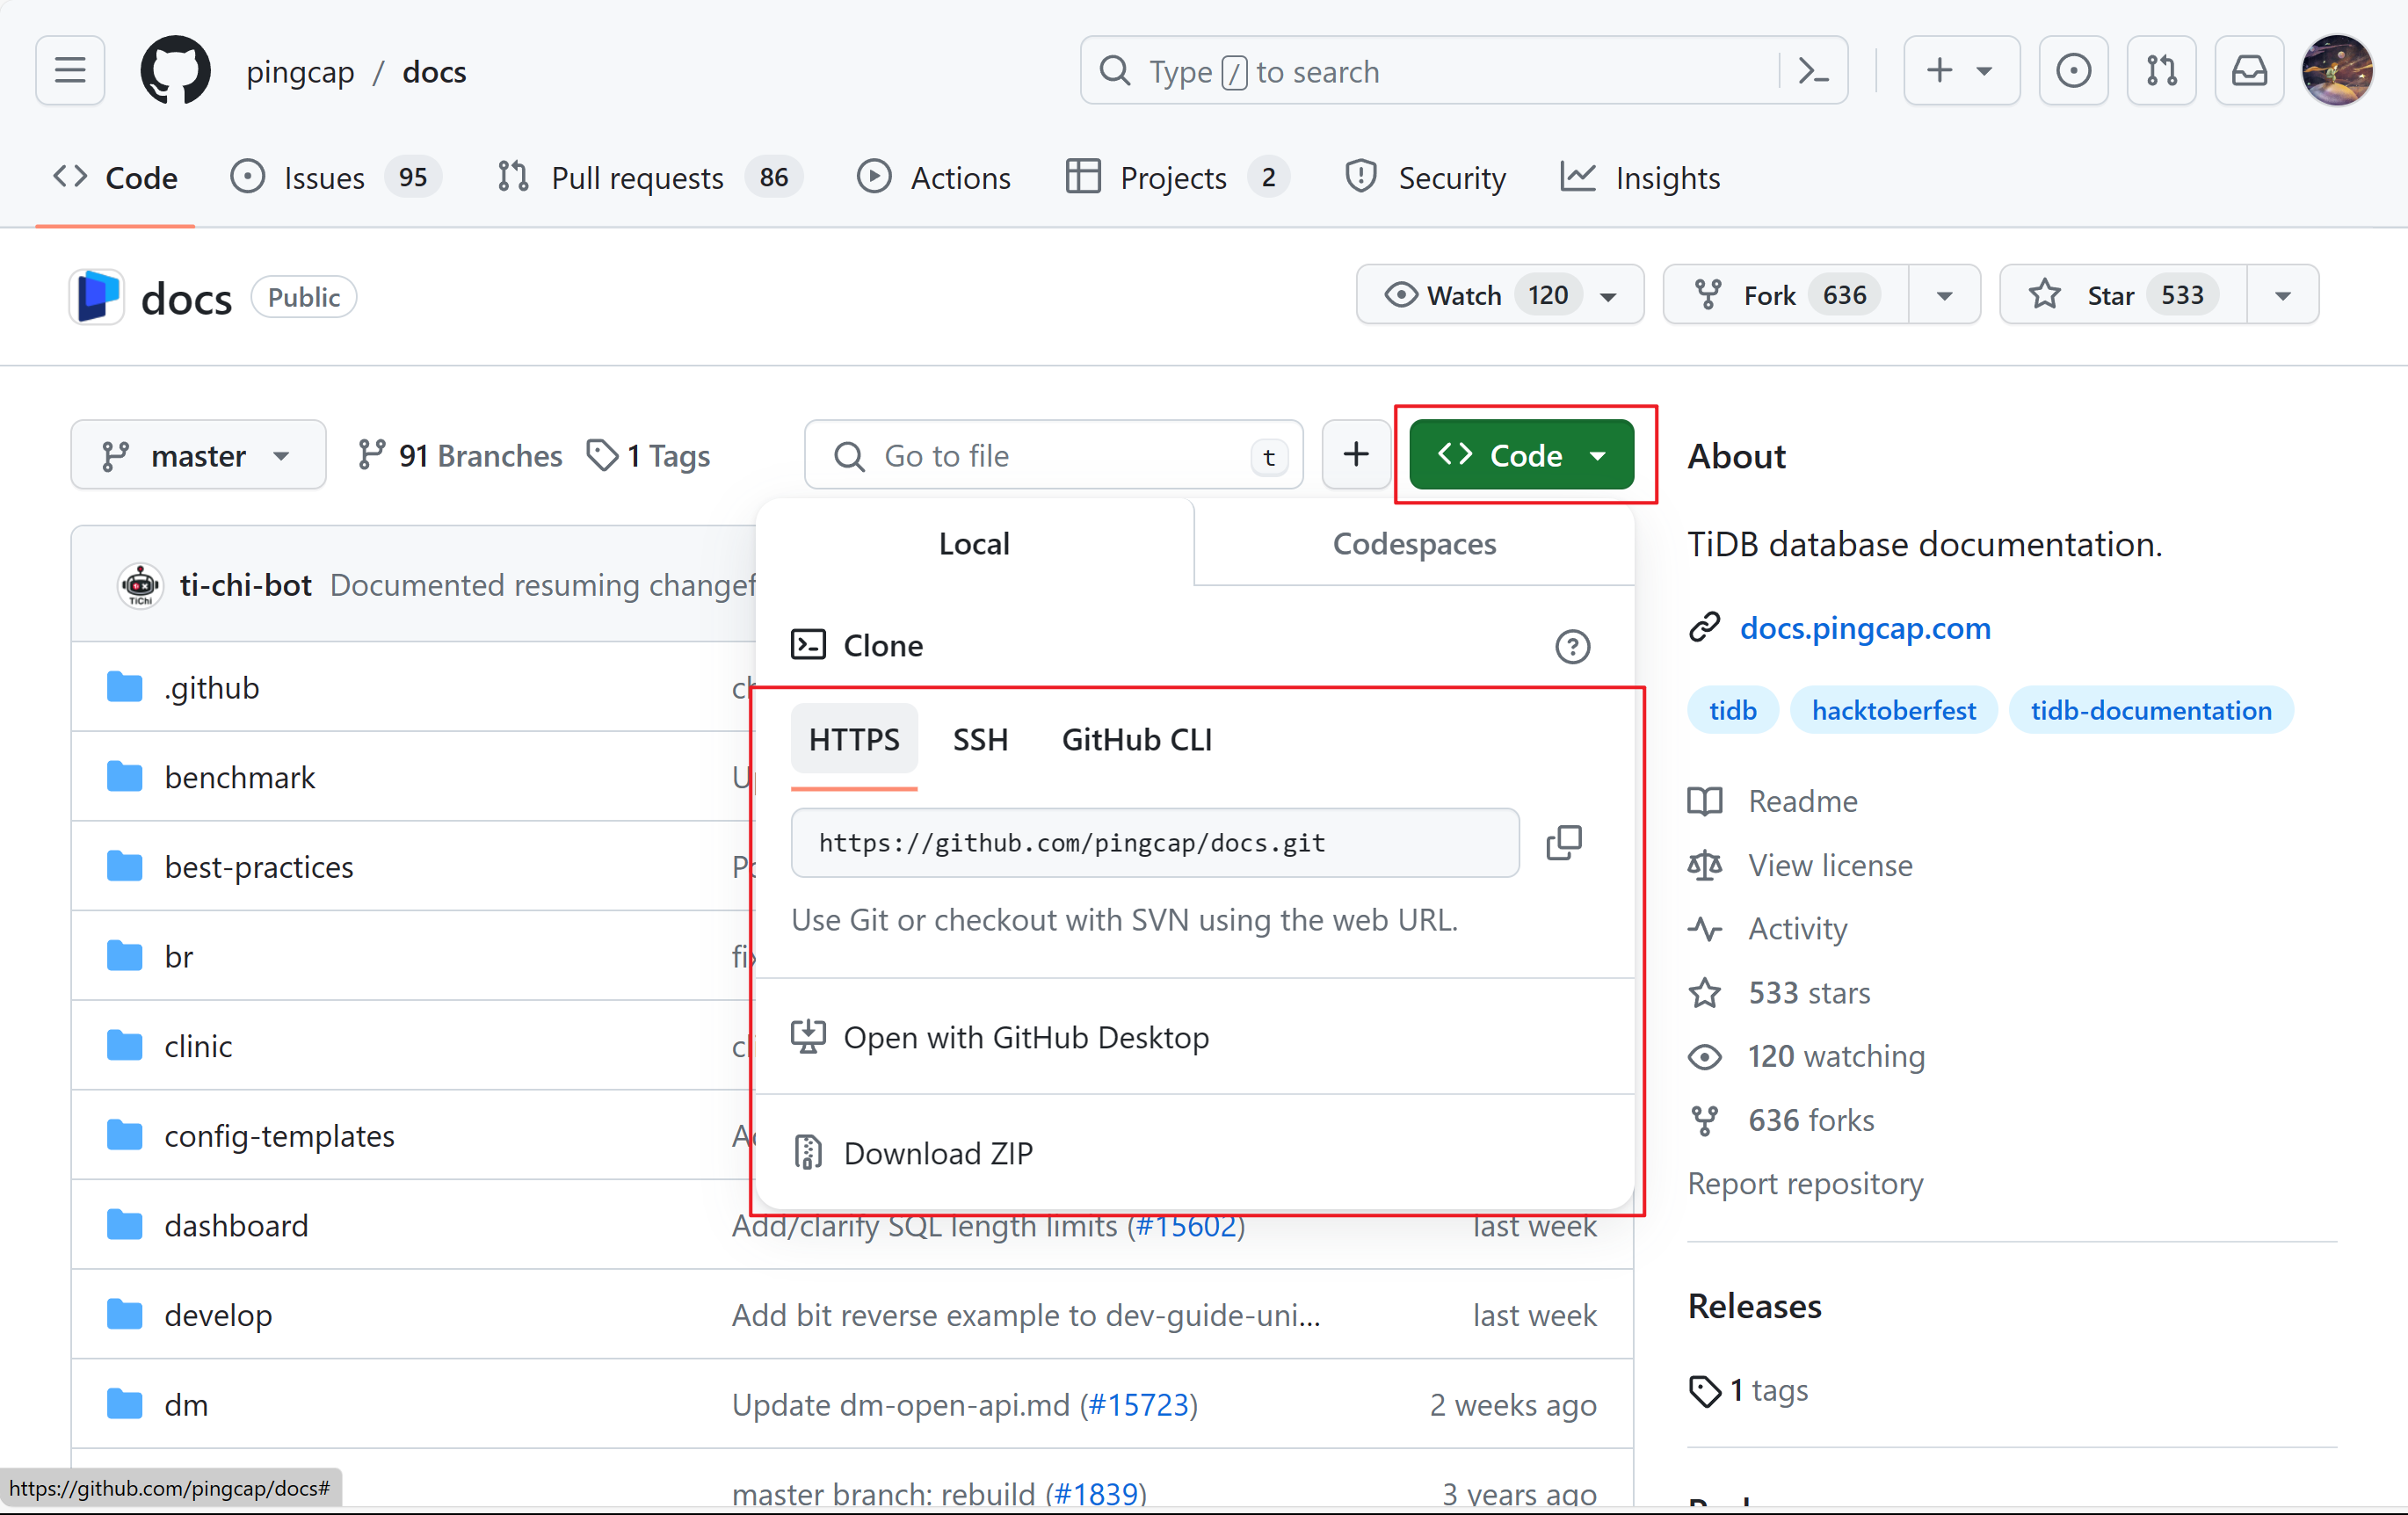 pingcap / docs
Type / to search
Code
Issues 95
Pull requests 86
Actions
Projects 2
Security
Insights
docs Public
Watch 120
Fork 636
Star 533
master
91 Branches
1 Tags
Go to file t
Code
Local
Codespaces
Clone
HTTPS
SSH
GitHub CLI
https://github.com/pingcap/docs.git
Use Git or checkout with SVN using the web URL.
Open with GitHub Desktop
Download ZIP
TiChi
ti-chi-bot Documented resuming changef
.github
benchmark
best-practices
br
clinic
config-templates
dashboard Add/clarify SQL length limits (#15602) last week
develop Add bit reverse example to dev-guide-uni... last week
dm Update dm-open-api.md (#15723) 2 weeks ago
master branch: rebuild (#1839) 3 years ago
https://github.com/pingcap/docs#
About
TiDB database documentation.
docs.pingcap.com
tidb hacktoberfest tidb-documentation
Readme
View license
Activity
533 stars
120 watching
636 forks
Report repository
Releases
1 tags